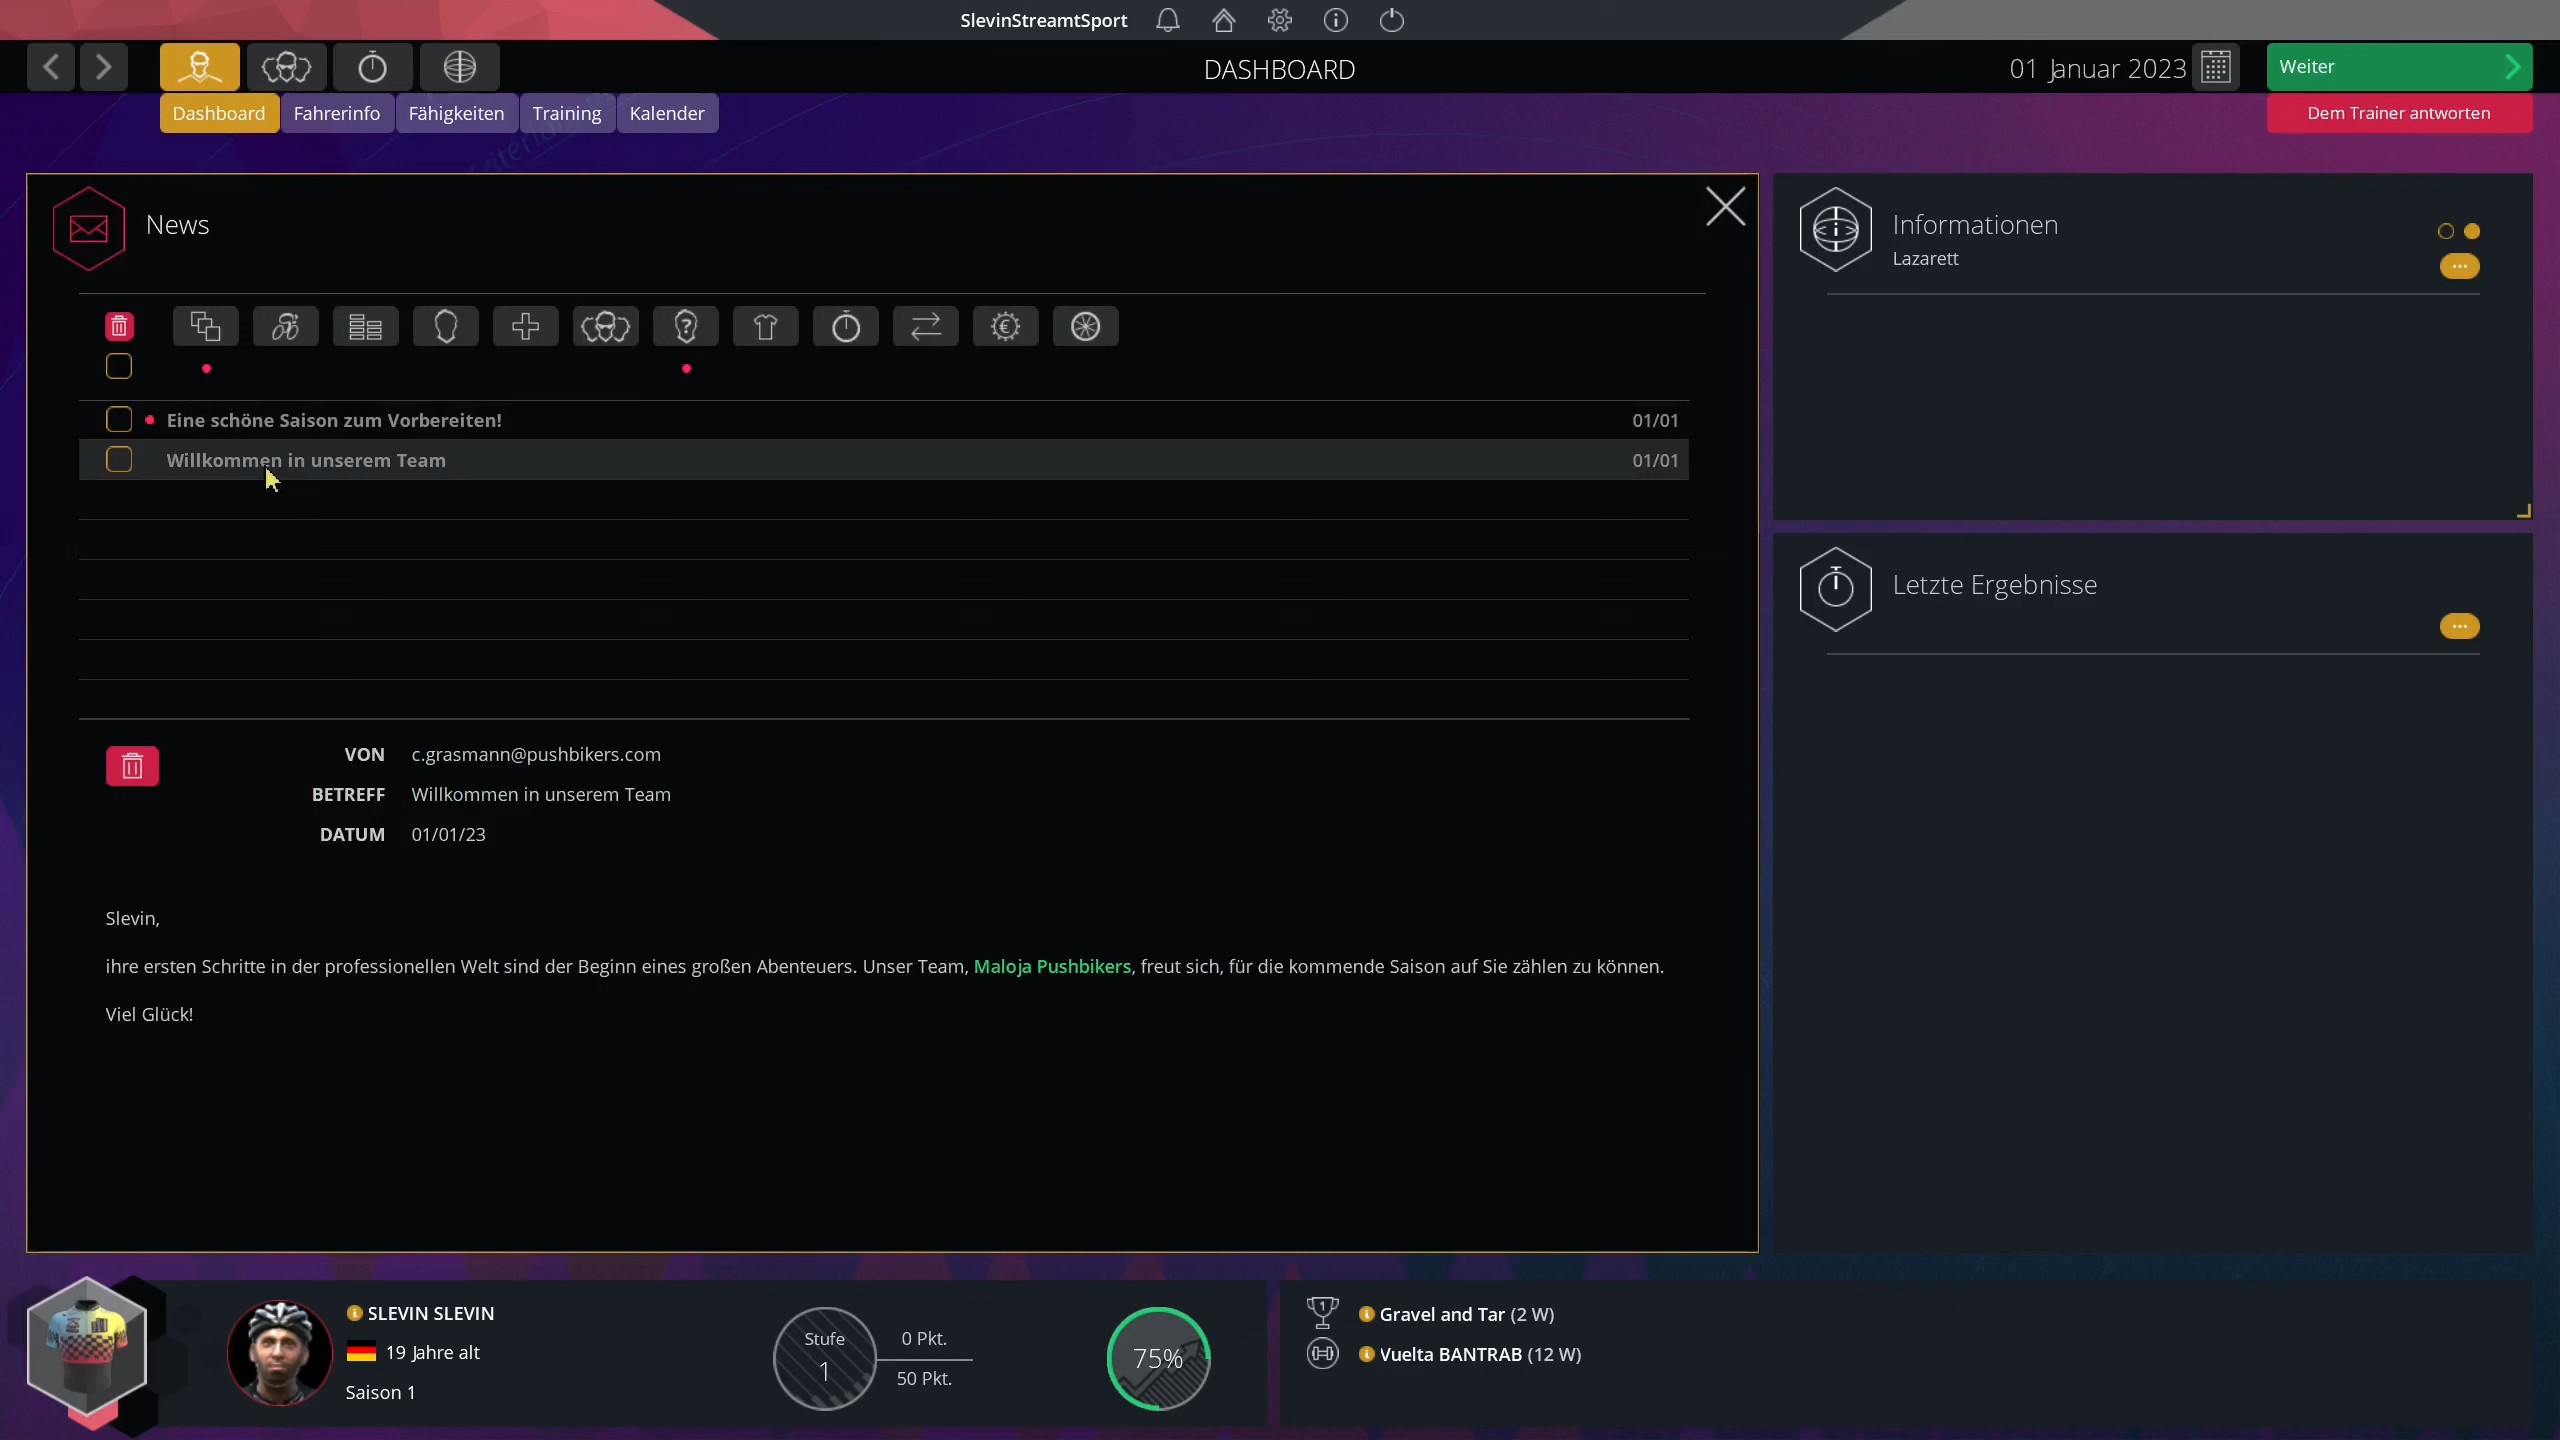 SlevinStreamtSport
DASHBOARD
01 Januar 2023
Weiter
Dashboard
Fahrerinfo
Fähigkeiten
Training
Kalender
Dem Trainer antworten
News
Eine schöne Saison zum Vorbereiten! 01/01
Willkommen in unserem Team 01/01
VON c.grasmann@pushbikers.com
BETREFF Willkommen in unserem Team
DATUM 01/01/23
Slevin,
ihre ersten Schritte in der professionellen Welt sind der Beginn eines großen Abenteuers. Unser Team, Maloja Pushbikers, freut sich, für die kommende Saison auf Sie zählen zu können.
Viel Glück!
Informationen
Lazarett
Letzte Ergebnisse
SLEVIN SLEVIN
19 Jahre alt
Saison 1
Stufe
1
0 Pkt.
50 Pkt.
75%
Gravel and Tar (2 W)
Vuelta BANTRAB (12 W)